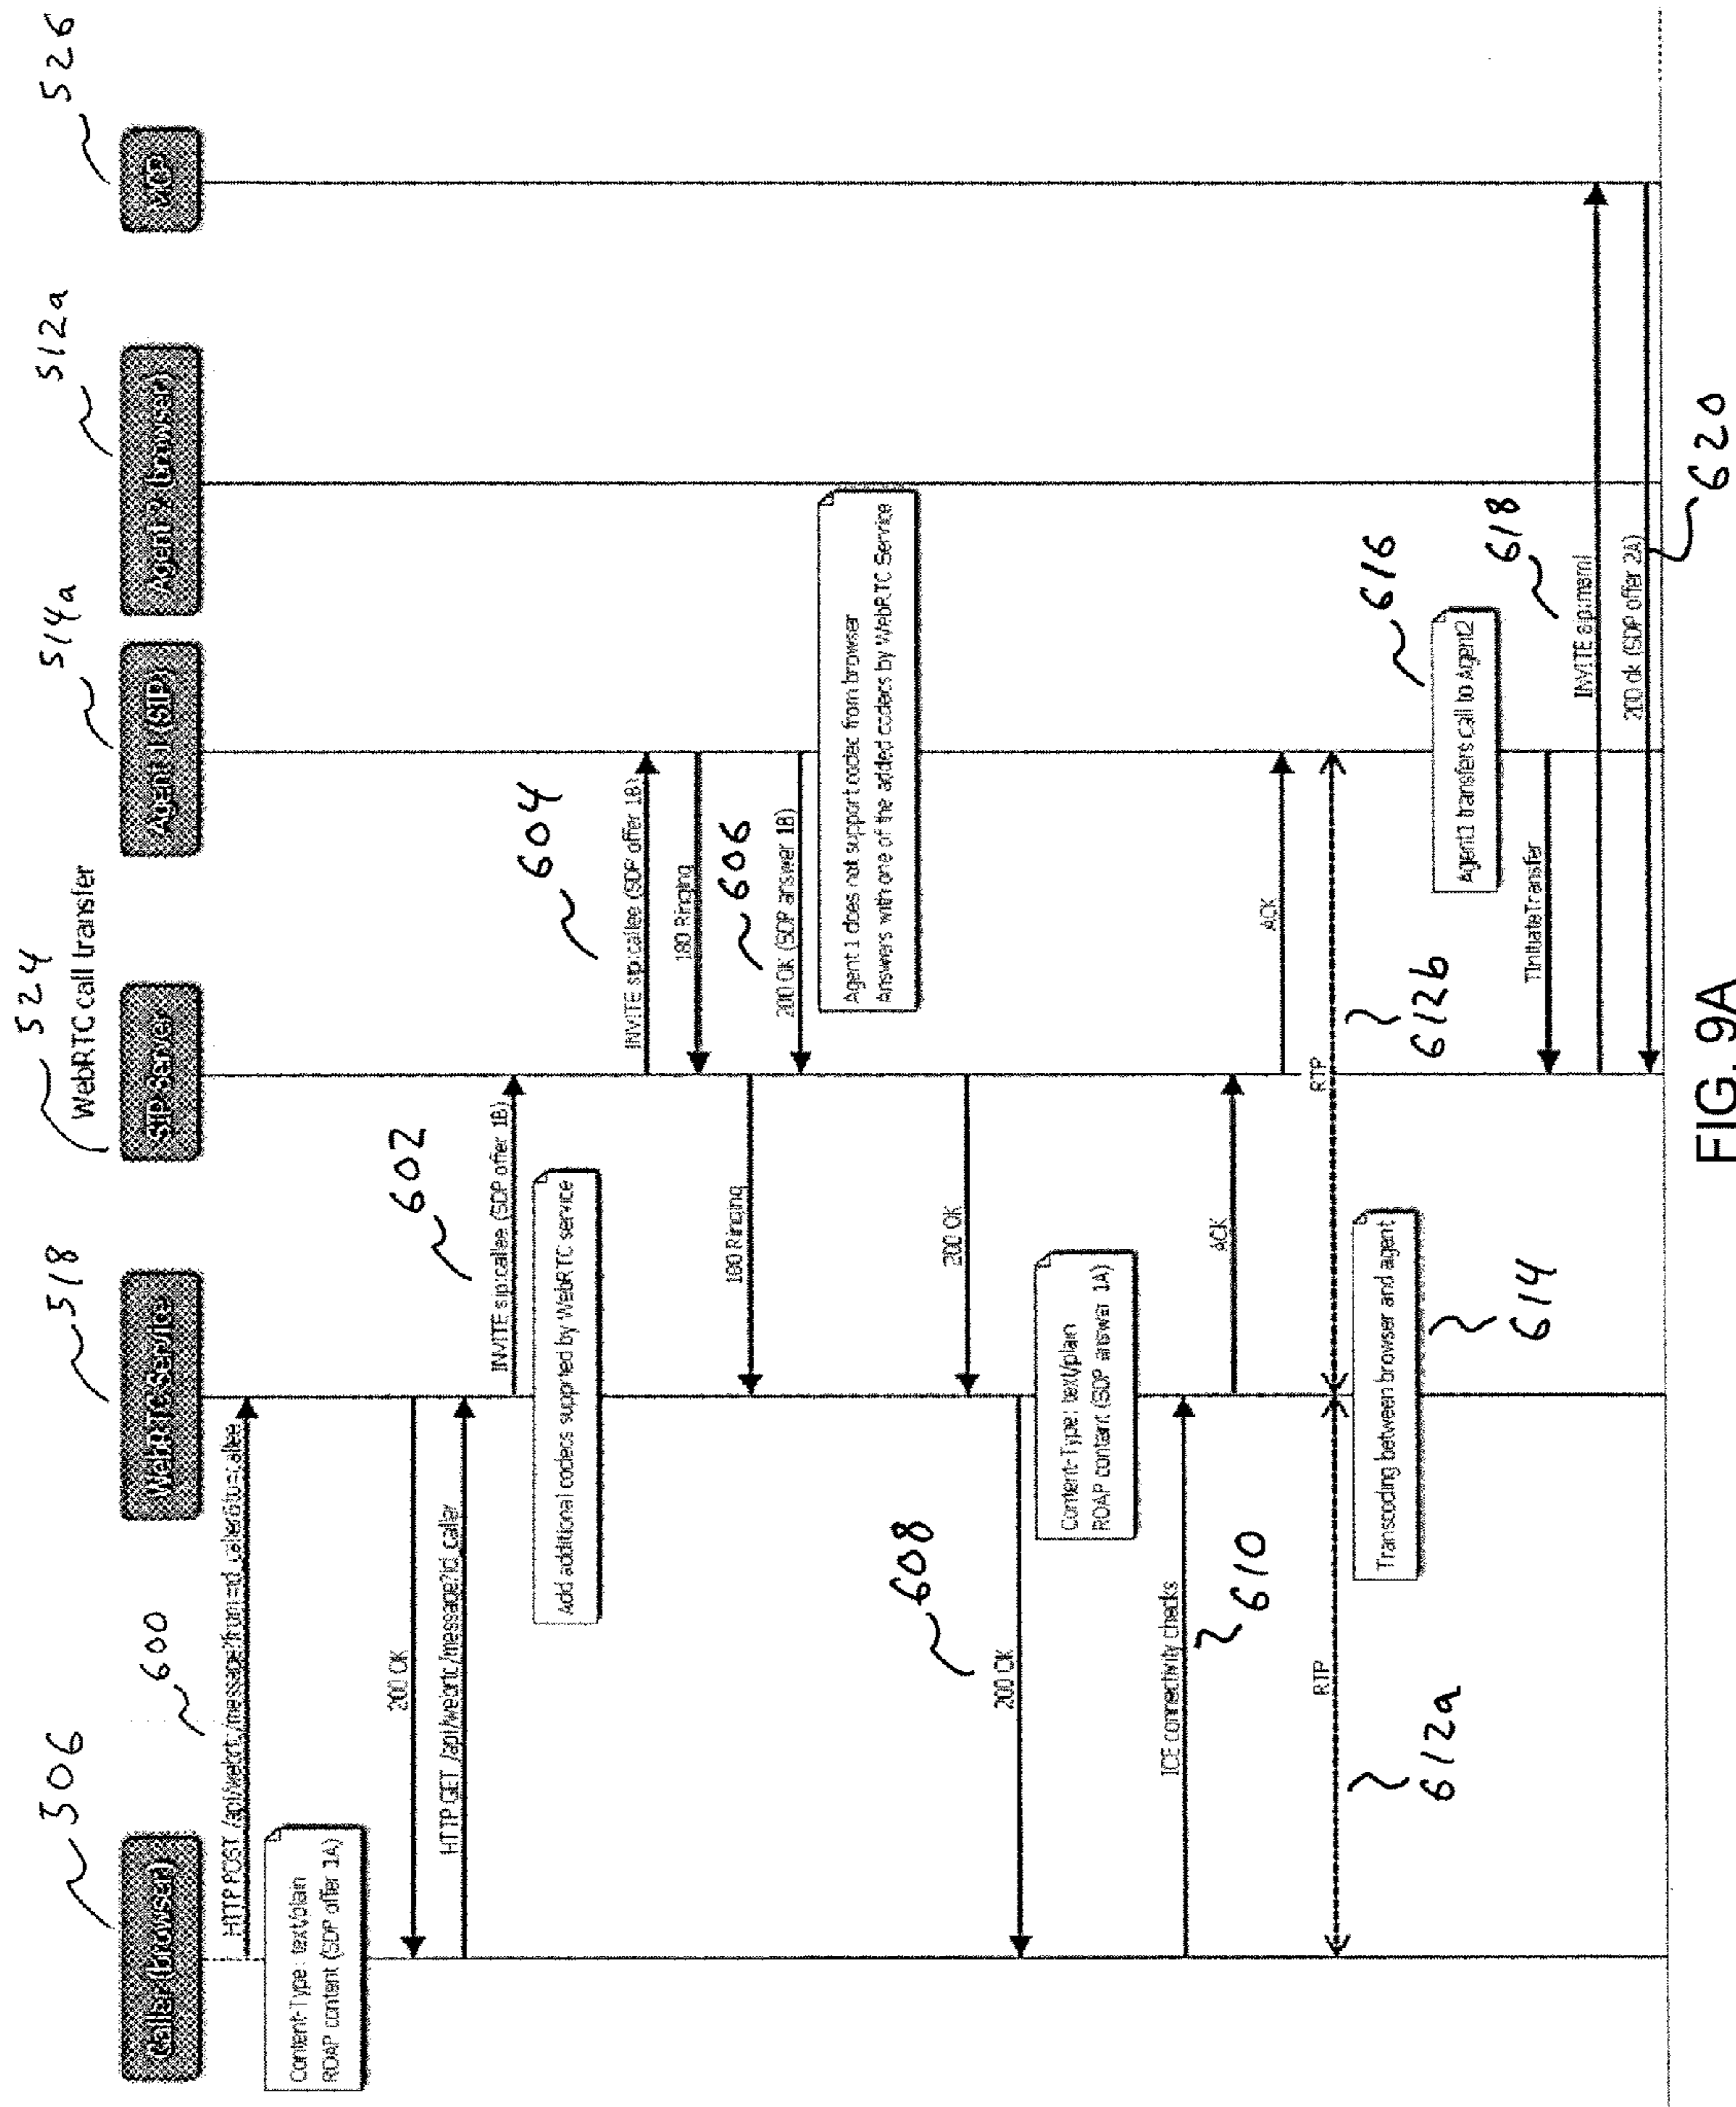 524
WebRTC call transfer
306
518
514a
512a
526
Caller (browser)
WebRTC Service
SIP Server
Agent 1 (SIP)
Agent 2 (browser)
MCP
600
HTTP POST /api/webrtc/message?from=id_caller&to=callee
Content-Type: text/plain
ROAP content (SDP offer 1A)
200 OK
HTTP GET /api/webrtc/message?id_caller
602
INVITE sip:callee (SDP offer 1B)
Add additional codecs supprted by WebRTC service
604
INVITE sip:callee (SDP offer 1B)
180 Ringing
180 Ringing
606
200 OK (SDP answer 1B)
Agent 1 does not support codec from browser
Answers with one of the added codecs by WebRTC Service
200 OK
608
200 OK
Content-Type: text/plain
ROAP content (SDP answer 1A)
ICE connectivity checks
610
ACK
ACK
RTP
RTP
612a
612b
Transcoding between browser and agent
614
616
Agent1 transfers call to Agent2
TInitiateTransfer
618
INVITE sip:msml
200 ok (SDP offer 2A)
620
FIG. 9A